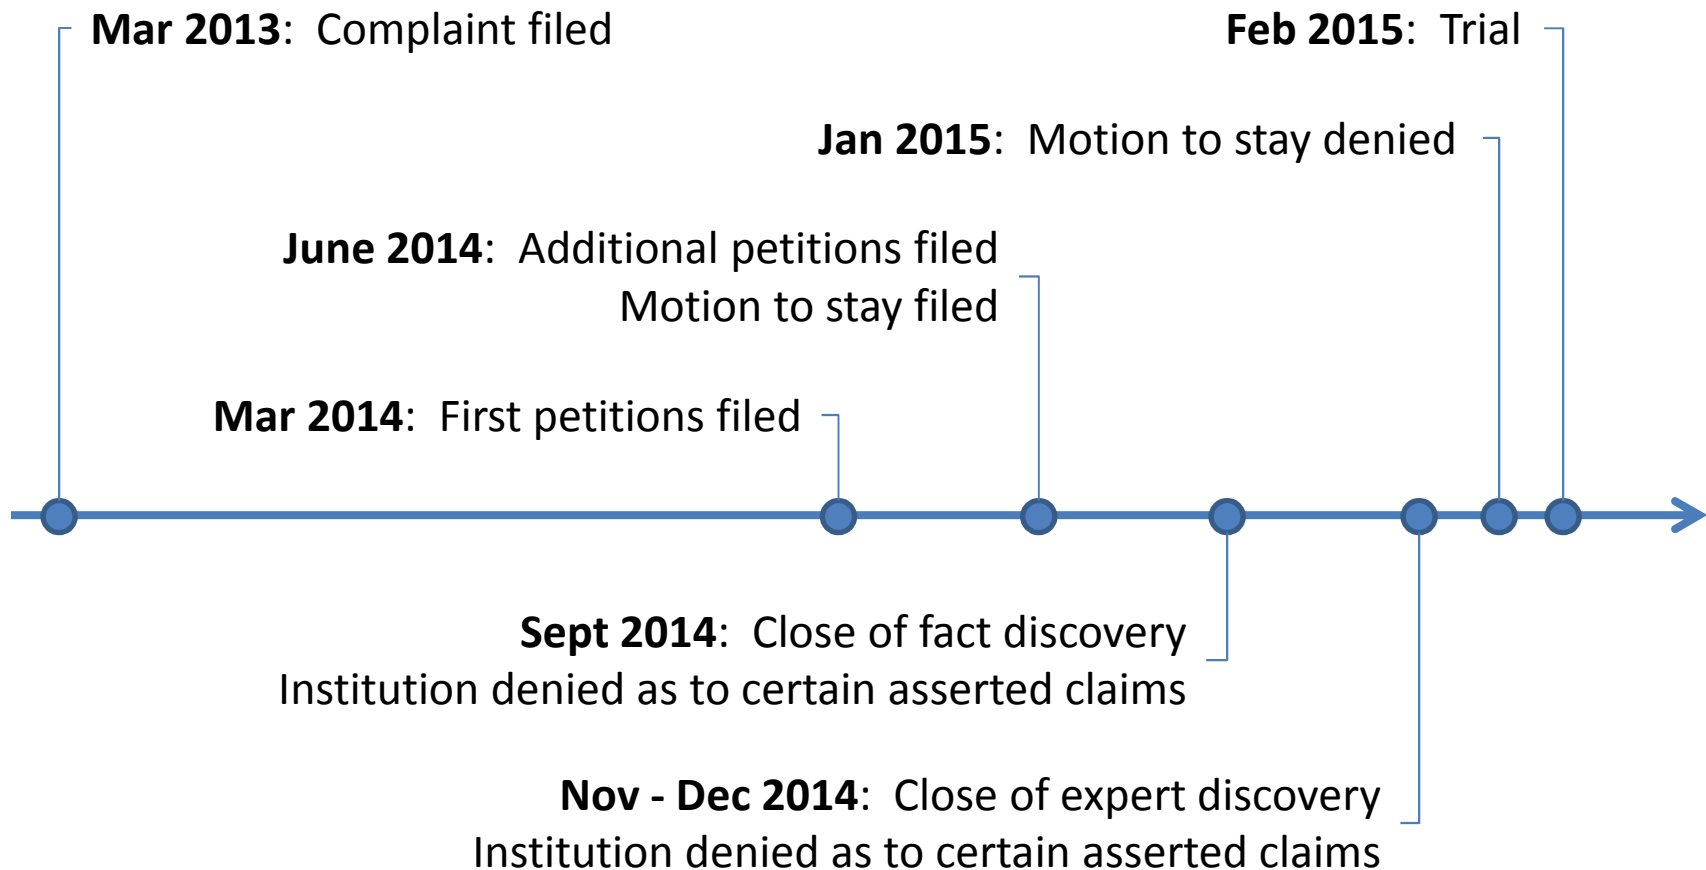 Mar 2013: Complaint filed
Feb 2015: Trial
Jan 2015: Motion to stay denied
June 2014: Additional petitions filed
Motion to stay filed
Mar 2014: First petitions filed
Sept 2014: Close of fact discovery
Institution denied as to certain asserted claims
Nov - Dec 2014: Close of expert discovery
Institution denied as to certain asserted claims